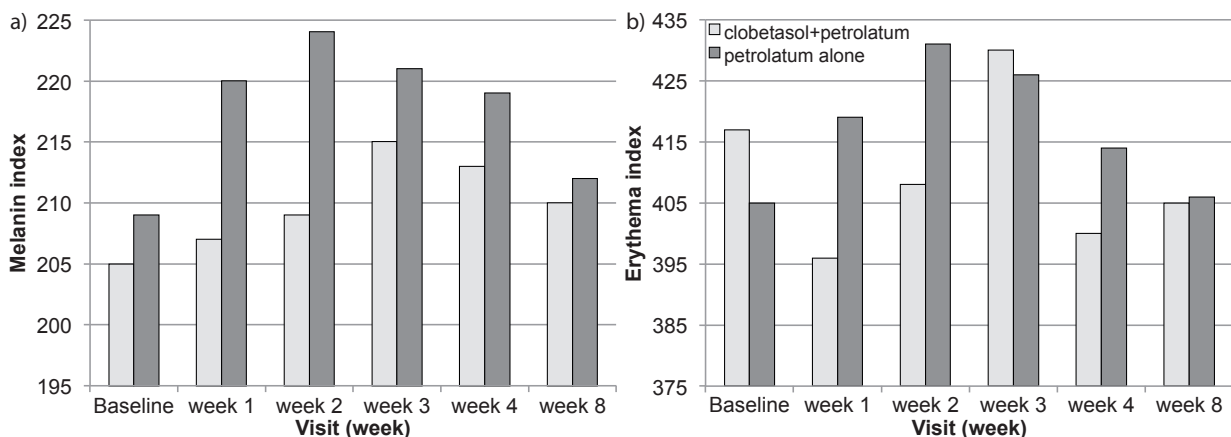 a)
Melanin index
225
220
215
210
205
200
195
Baseline week 1 week 2 week 3 week 4 week 8
Visit (week)
b)
Erythema index
435
425
415
405
395
385
375
clobetasol+petrolatum
petrolatum alone
Baseline week 1 week 2 week 3 week 4 week 8
Visit (week)